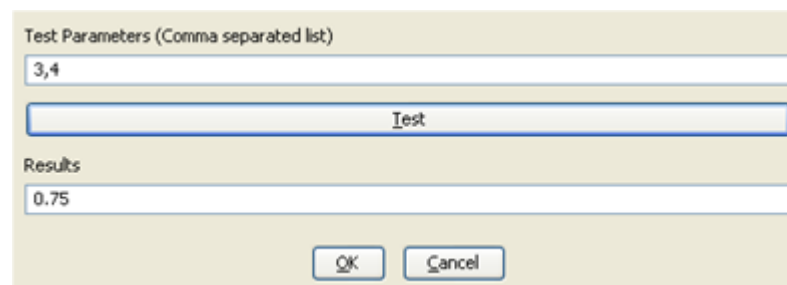 Test Parameters (Comma separated list)
3,4
Test
Results
0.75
OK Cancel